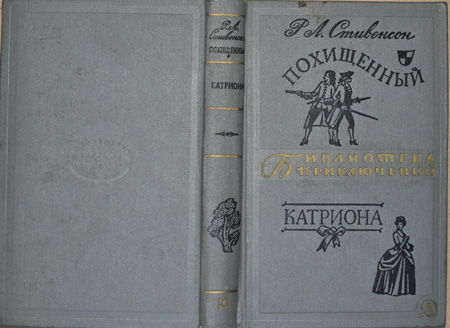 Р. Л. Стивенсон
ПОХИЩЕННЫЙ
КАТРИОНА
Р. Л. Стивенсон
ПОХИЩЕННЫЙ
БИБЛИОТЕКА
ПРИКЛЮЧЕНИЙ
КАТРИОНА